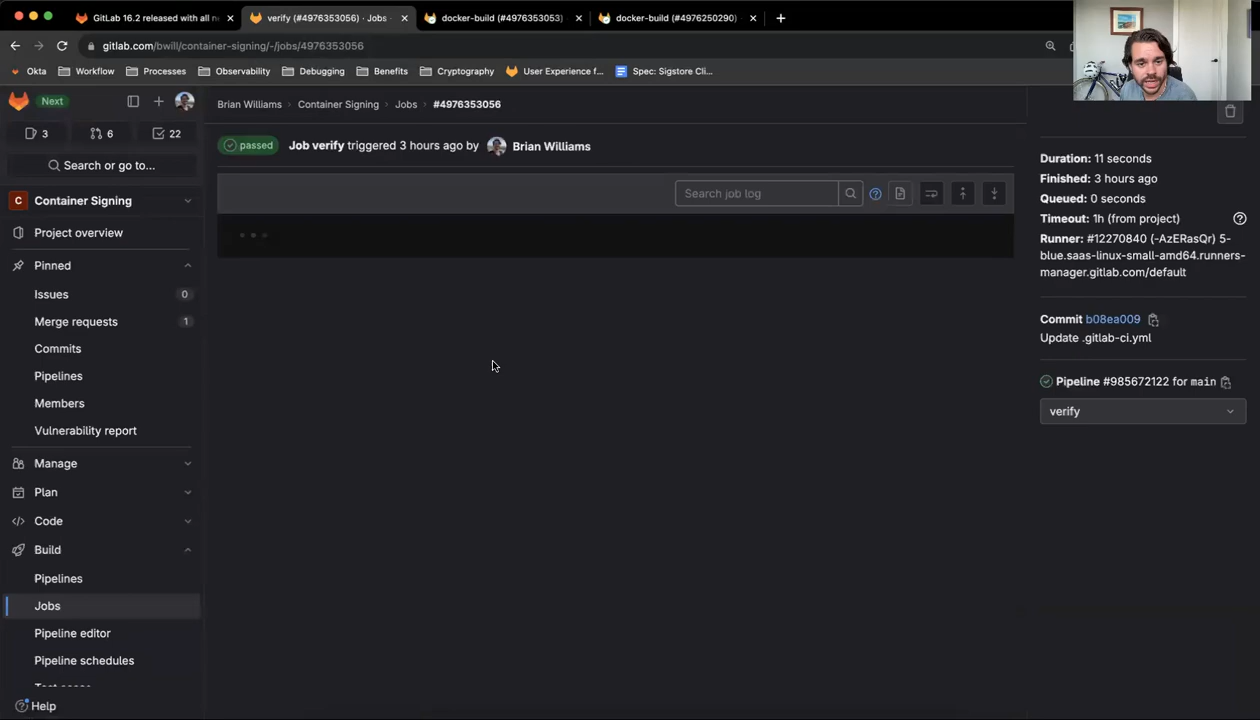 GitLab 16.2 released with all n
verify (#4976353056) · Jobs ·
docker-build (#4976353053)
docker-build (#4976250290)
gitlab.com/bwill/container-signing/-/jobs/4976353056
Okta
Workflow
Processes
Observability
Debugging
Benefits
Cryptography
User Experience f...
Spec: Sigstore Cli...
Next
3
6
22
Search or go to...
C Container Signing
Project overview
Pinned
Issues 0
Merge requests 1
Commits
Pipelines
Members
Vulnerability report
Manage
Plan
Code
Build
Pipelines
Jobs
Pipeline editor
Pipeline schedules
Help
Brian Williams > Container Signing > Jobs > #4976353056
passed Job verify triggered 3 hours ago by Brian Williams
Search job log
Duration: 11 seconds
Finished: 3 hours ago
Queued: 0 seconds
Timeout: 1h (from project)
Runner: #12270840 (-AzERasQr) 5-
blue.saas-linux-small-amd64.runners-
manager.gitlab.com/default
Commit b08ea009
Update .gitlab-ci.yml
Pipeline #985672122 for main
verify